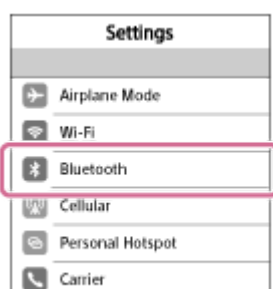 Settings
Airplane Mode
Wi-Fi
Bluetooth
Cellular
Personal Hotspot
Carrier